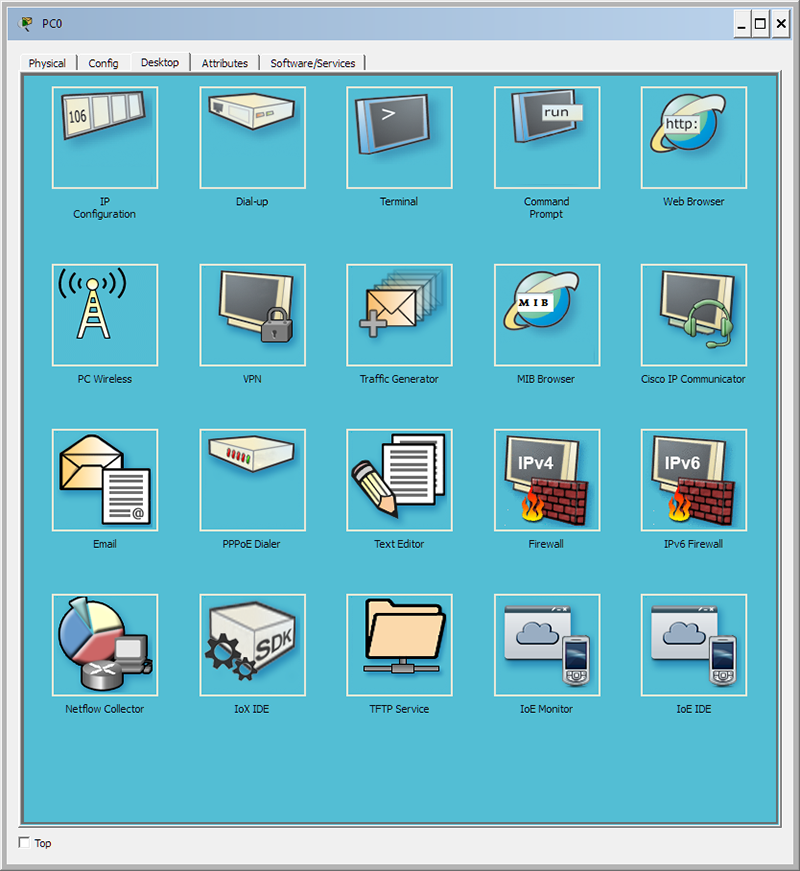 PC0
Physical Config Desktop Attributes Software/Services
106
>
run
http:
IP
Configuration
Dial-up
Terminal
Command
Prompt
Web Browser
MIB
PC Wireless
VPN
Traffic Generator
MIB Browser
Cisco IP Communicator
@
IPv4
IPv6
Email
PPPoE Dialer
Text Editor
Firewall
IPv6 Firewall
SDK
Netflow Collector
IoX IDE
TFTP Service
IoE Monitor
IoE IDE
Top